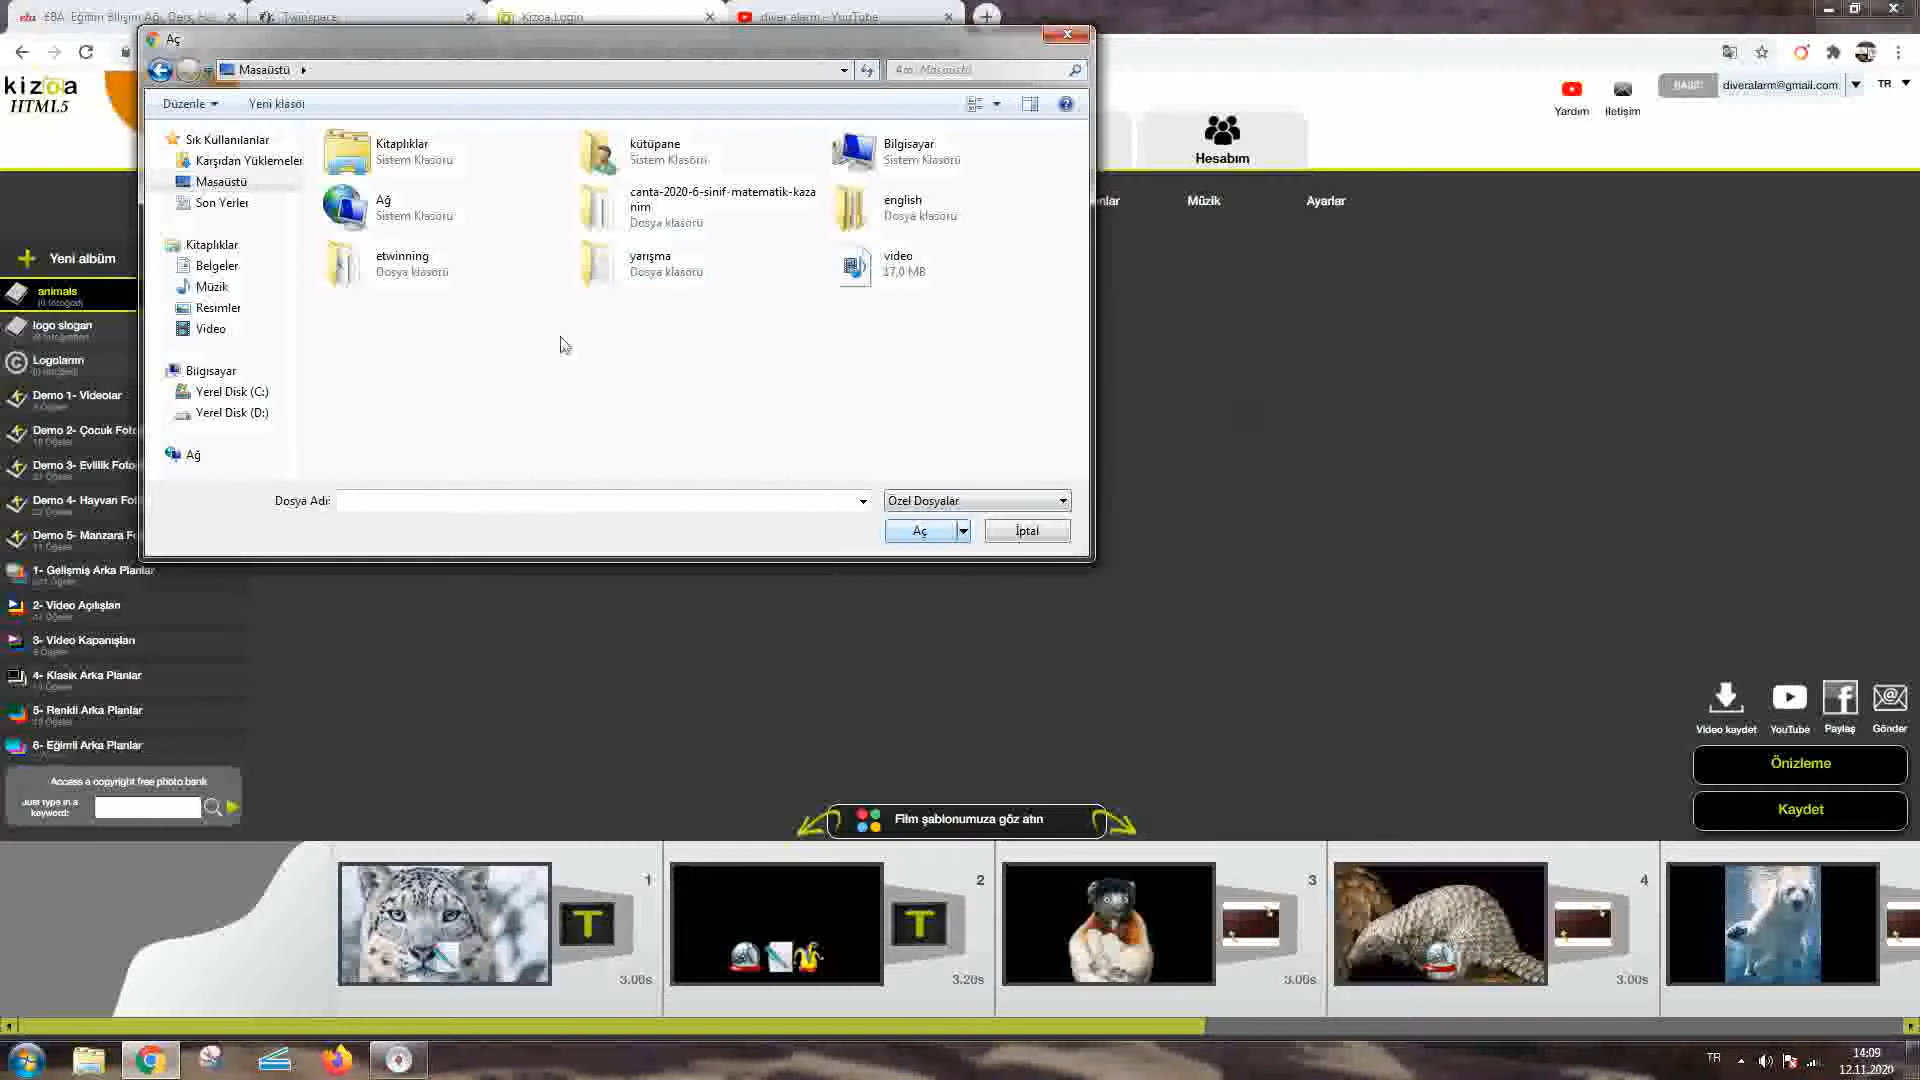 EBA Eğitim Bilişim Ağı, Ders,
Twinspace
Kizoa Login
diver alarm - YouTube
Aç
Masaüstü
Ara: Masaüstü
Düzenle
Yeni klasör
Sık Kullanılanlar
Karşıdan Yüklemeler
Masaüstü
Son Yerler
Kitaplıklar
Belgeler
Müzik
Resimler
Video
Bilgisayar
Yerel Disk (C:)
Yerel Disk (D:)
Ağ
Kitaplıklar
Sistem Klasörü
kütüpane
Sistem Klasörü
Bilgisayar
Sistem Klasörü
Ağ
Sistem Klasörü
canta-2020-6-sinif-matematik-kaza
nim
Dosya klasörü
english
Dosya klasörü
etwinning
Dosya klasörü
yarışma
Dosya klasörü
video
17,0 MB
Dosya Adı:
Özel Dosyalar
Aç
İptal
kizoa
HTML5
Yardım
İletişim
diveralarm@gmail.com
TR
Hesabım
nlar
Müzik
Ayarlar
Yeni albüm
animals
logo slogan
Logolarım
Demo 1- Videolar
Demo 2- Çocuk Foto
Demo 3- Evlilik Foto
Demo 4- Hayvan Fot
Demo 5- Manzara F
1- Gelişmiş Arka Planlar
2- Video Açılışları
3- Video Kapanışları
4- Klasik Arka Planlar
5- Renkli Arka Planlar
6- Eğimli Arka Planlar
Access a copyright free photo bank
Just type in a
keyword:
Video kaydet
YouTube
Paylaş
Gönder
Önizleme
Kaydet
Film şablonumuza göz atın
1
T
3.00s
2
T
3.20s
3
3.00s
4
3.00s
TR
14:09
12.11.2020